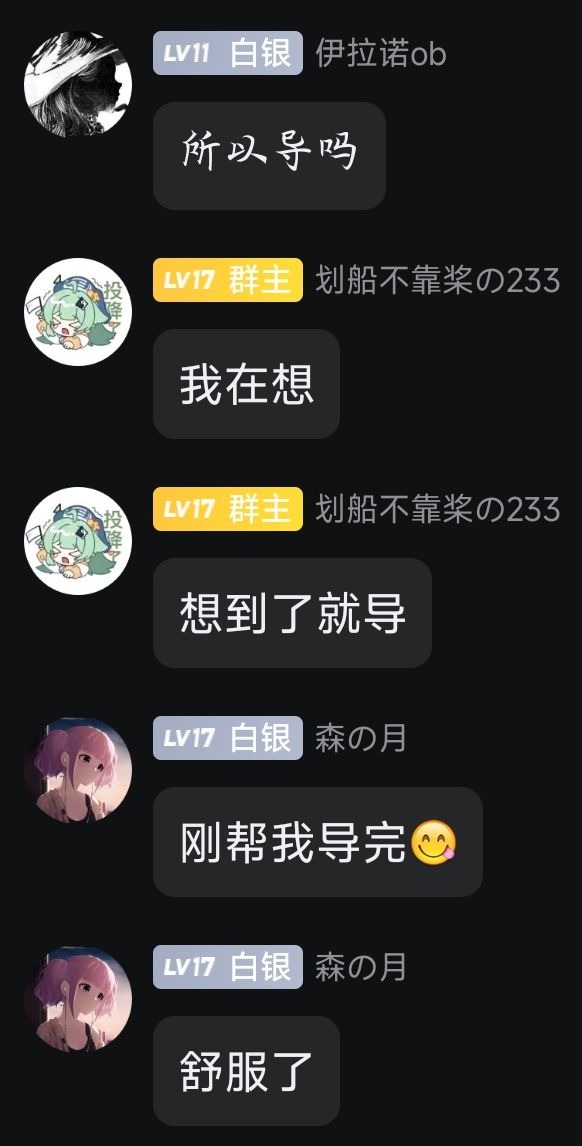 LV11 白银 伊拉诺ob
所以导吗
LV17 群主 划船不靠桨の233
投降了
我在想
LV17 群主 划船不靠桨の233
投降了
想到了就导
LV17 白银 森の月
刚帮我导完😋
LV17 白银 森の月
舒服了